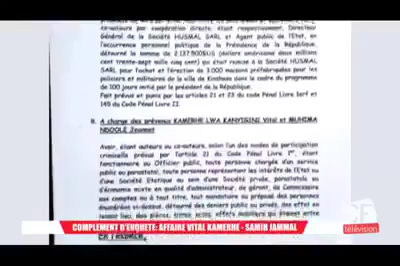 co-auteurs par coopération directe étant respectivement, Directeur
Général de la Société HUSMAL SARL et Agent public de l'Etat, en
l'occurrence personnel politique de la Présidence de la République,
détourné la somme de 2.137.500$US (dollars américains deux millions
cent trente-sept mille cinq cent) qui était remise à la Société HUSMAL
SARL pour l'achat et l'érection de 3.000 maisons préfabriquées pour les
policiers et militaires de la ville de Kinshasa dans le cadre du programme
de 100 jours initié par le président de la République.
Fait prévu et puni par les articles 21 et 23 du code Pénal Livre Ier et
145 du Code Pénal Livre II.
B. A charge des prévenus KAMERHE LWA KANYIGINYI Vital et MUHIMA
NDOOLE Jeannot
Avoir, étant auteurs ou co-auteurs, selon l'un des modes de participation
criminelle prévus par l'article 21 du Code Pénal Livre 1er, étant
fonctionnaire ou Officier public, toute personne chargée d'un service
public ou parastatal, toute personne représentant les intérêts de l'Etat ou
d'une Société Etatique au sein d'une Société privée, parastatale ou
d'économie mixte en qualité d'administrateur, de gérant, de Commissaire
aux comptes ou à tout titre, tout mandataire ou préposé des personnes
énumérées ci-dessus, détourné des deniers publics ou privés, des effets en
tenant lieu, des pièces, titres, actes, effets mobiliers qui étaient entre
COMPLEMENT D'ENQUETE: AFFAIRE VITAL KAMERHE - SAMIH JAMMAL
télévision